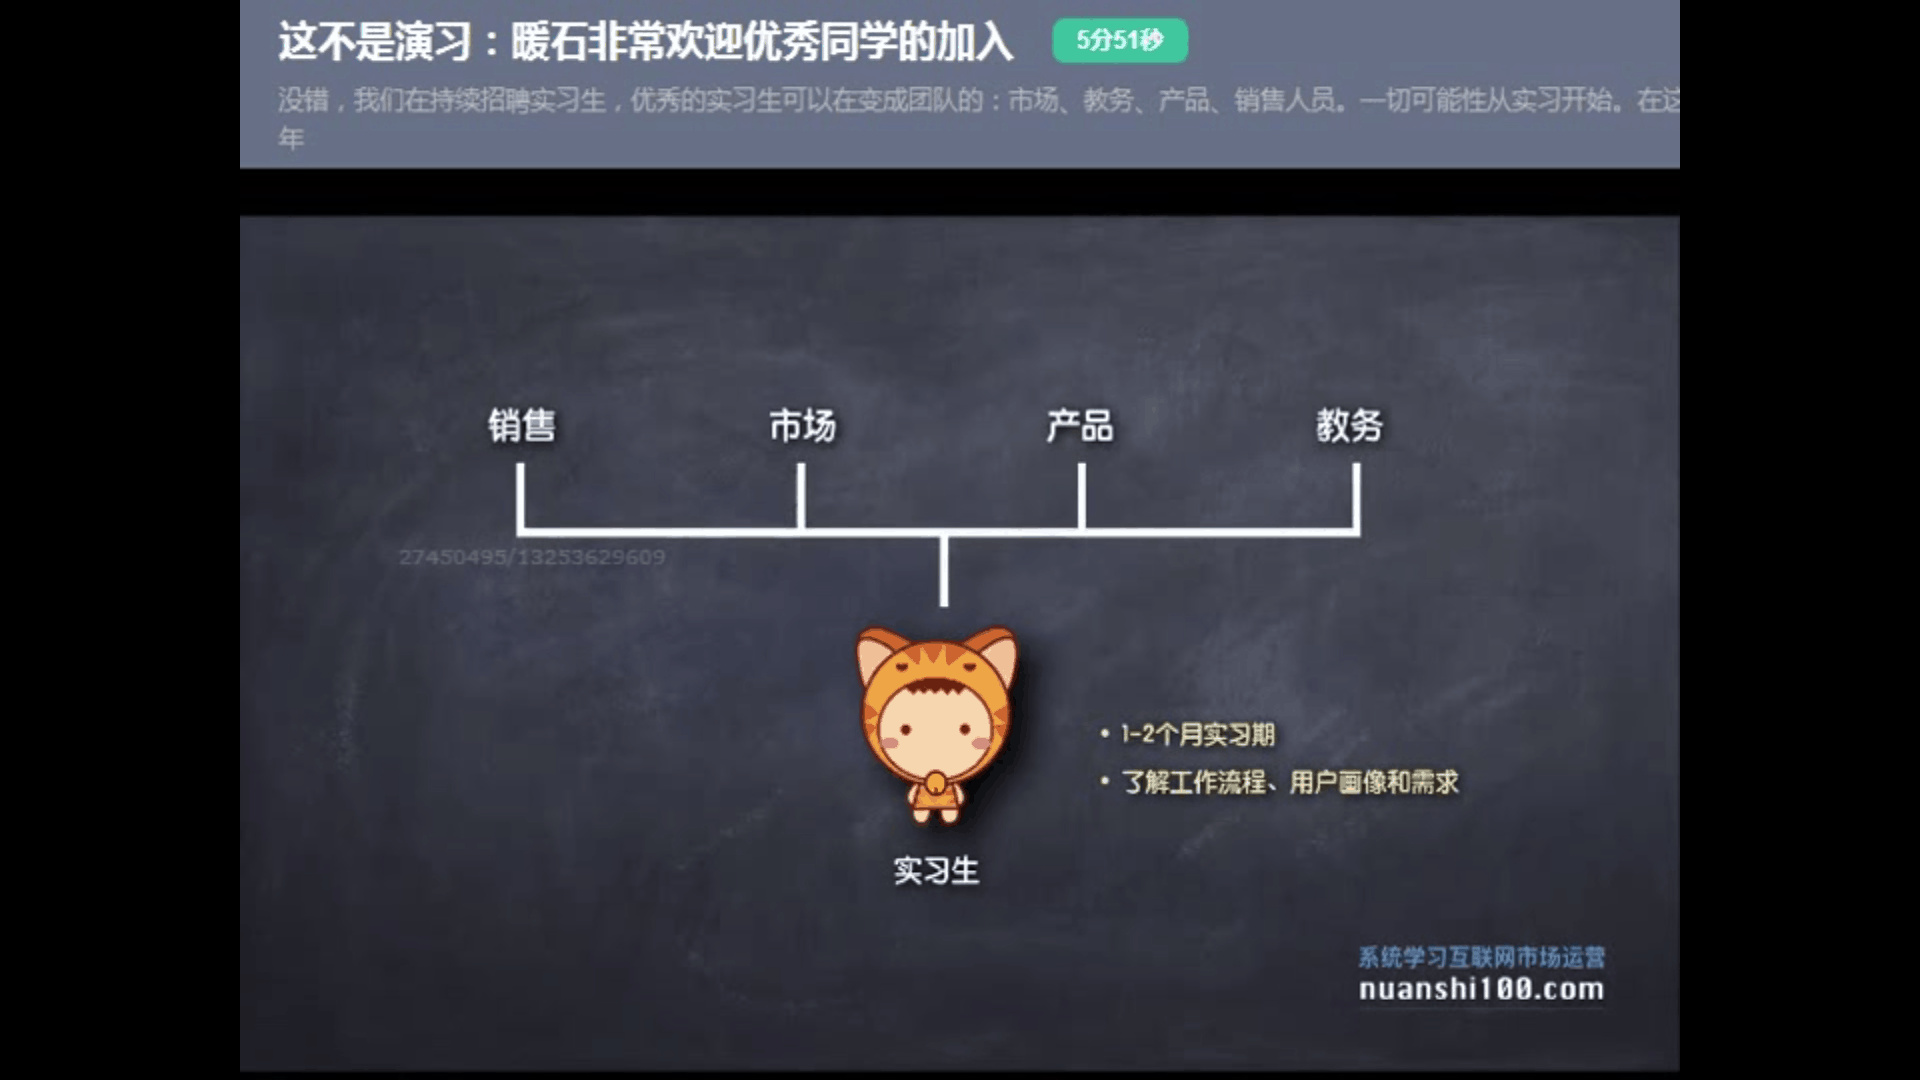 这不是演习：暖石非常欢迎优秀同学的加入 5分51秒
没错，我们在持续招聘实习生，优秀的实习生可以在变成团队的：市场、教务、产品、销售人员。一切可能性从实习开始。在这
年
销售 市场 产品 教务
27450495/13253629609
• 1-2个月实习期
• 了解工作流程、用户画像和需求
实习生
系统学习互联网市场运营
nuanshi100.com